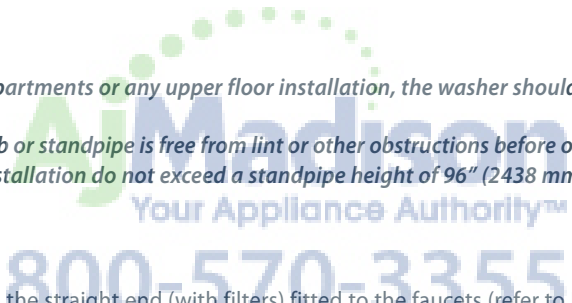 partments or any upper floor installation, the washer should
b or standpipe is free from lint or other obstructions before o
stallation do not exceed a standpipe height of 96” (2438 mm
AjMadison
Your Appliance Authority™
800-570-3355
the straight end (with filters) fitted to the faucets (refer to